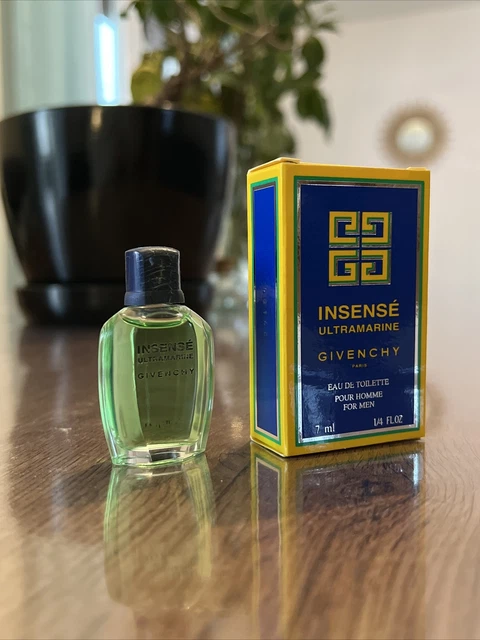 INSENSÉ
ULTRAMARINE
GIVENCHY
INSENSÉ
ULTRAMARINE
GIVENCHY
PARIS
EAU DE TOILETTE
POUR HOMME
FOR MEN
7 ml 1/4 FL.OZ